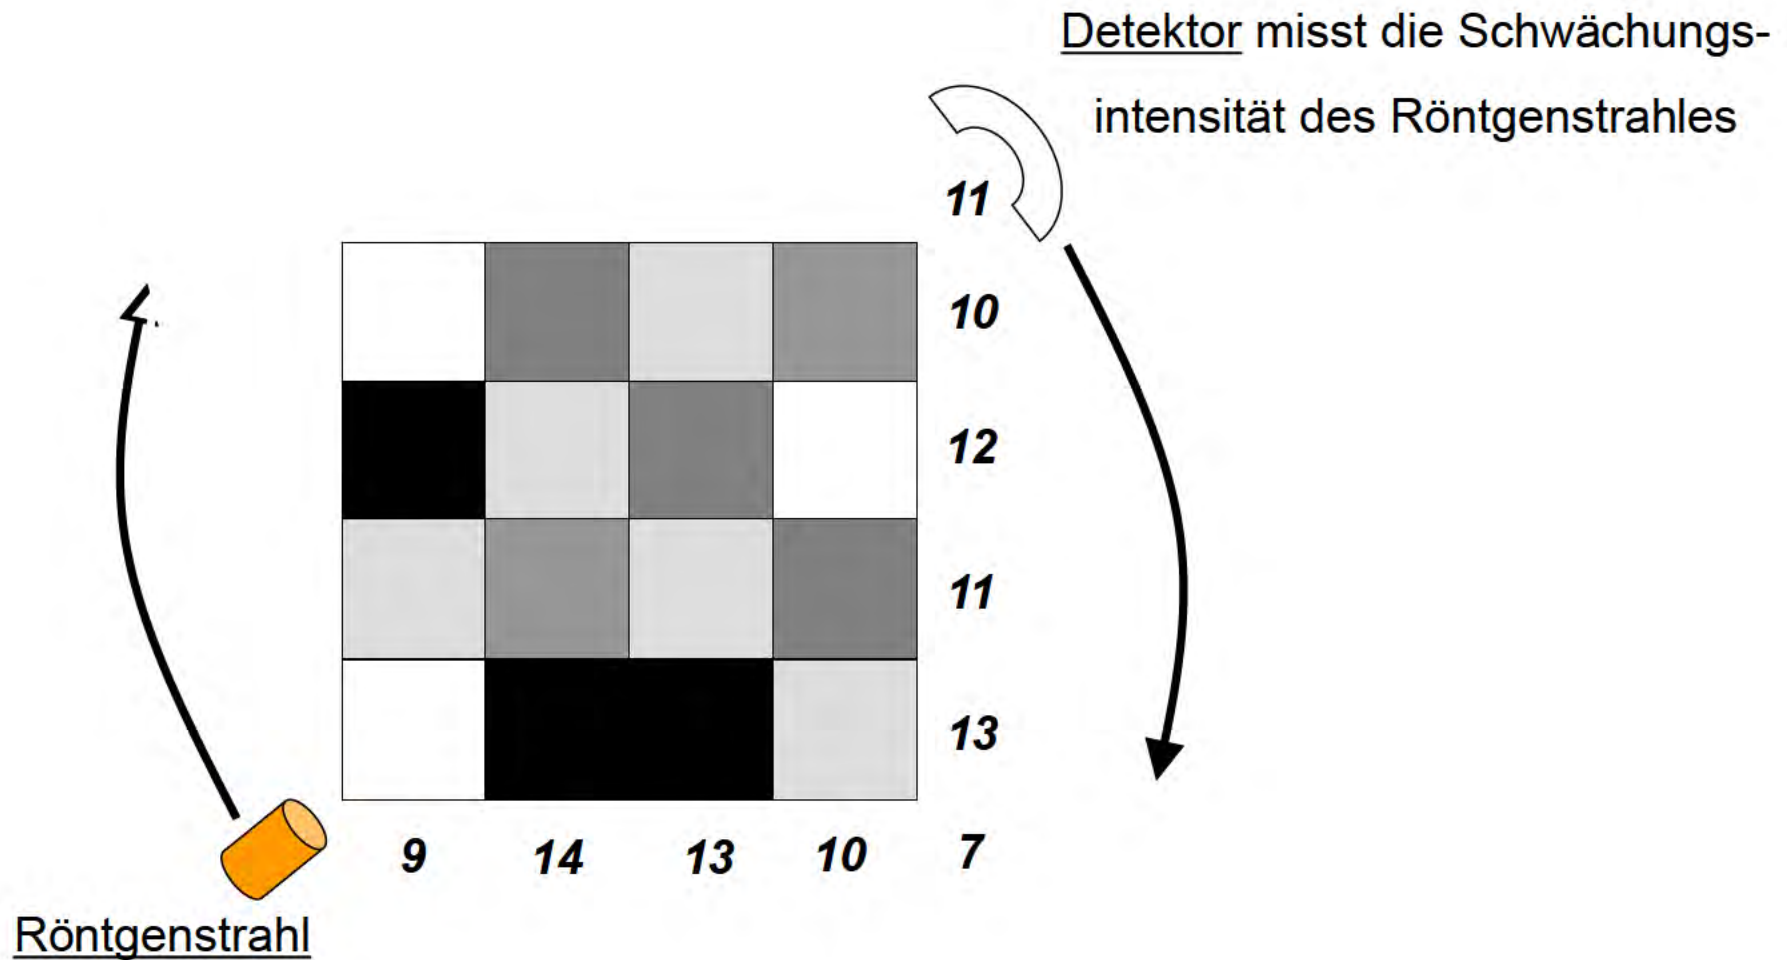 Detektor misst die Schwächungs-
intensität des Röntgenstrahles
11
10
12
11
13
9 14 13 10 7
Röntgenstrahl